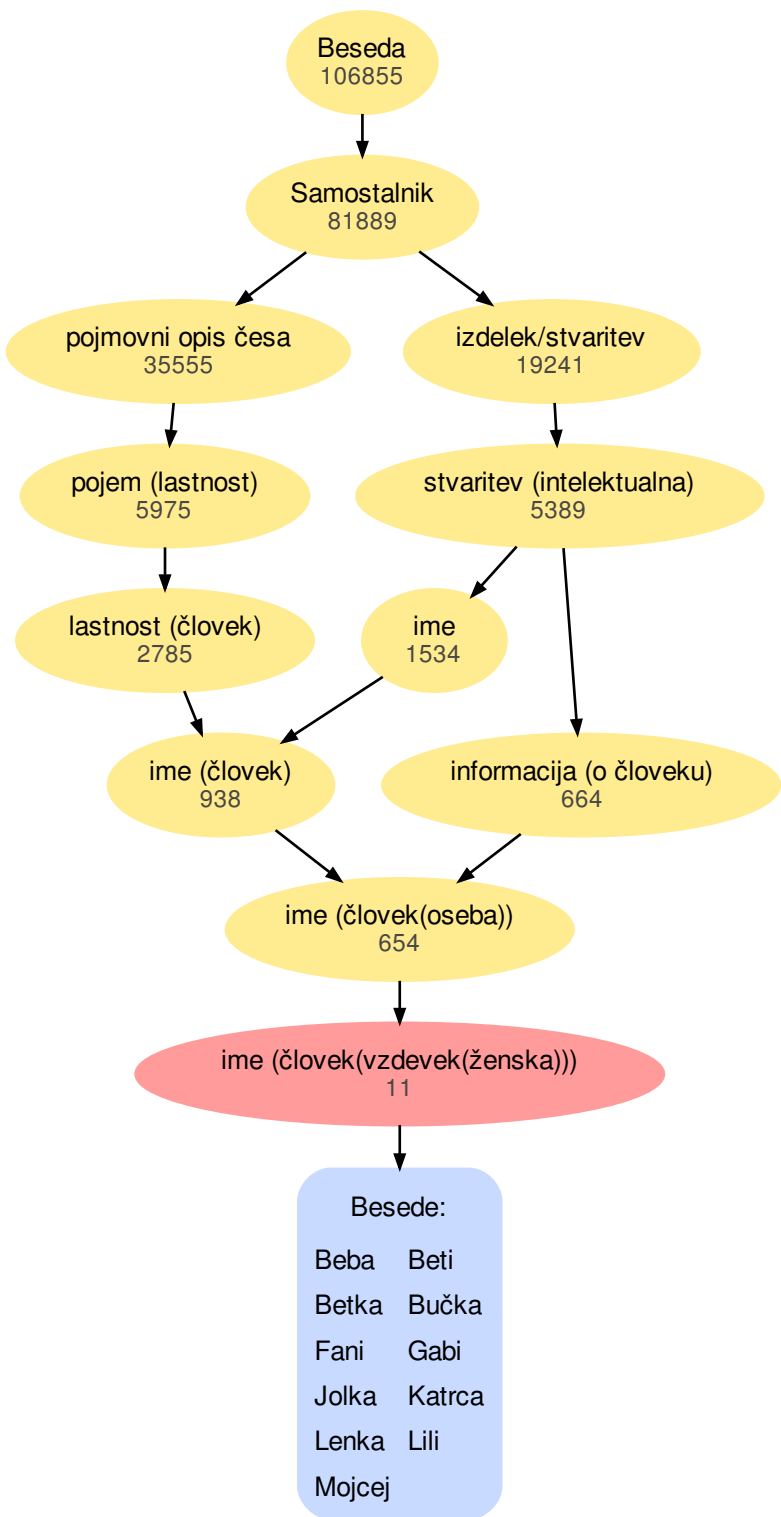 Beseda
106855
Samostalnik
81889
pojmovni opis česa
35555
izdelek/stvaritev
19241
pojem (lastnost)
5975
stvaritev (intelektualna)
5389
lastnost (človek)
2785
ime
1534
ime (človek)
938
informacija (o človeku)
664
ime (človek(oseba))
654
ime (človek(vzdevek(ženska)))
11
Besede:
Beba Beti
Betka Bučka
Fani Gabi
Jolka Katrca
Lenka Lili
Mojcej